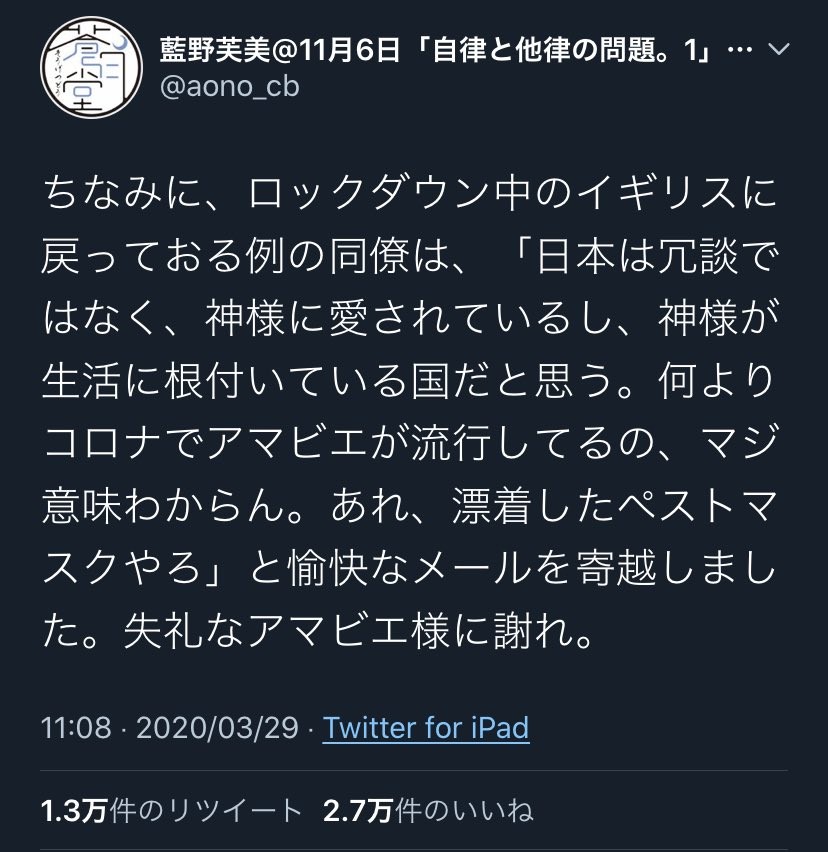 藍野芙美@11月6日「自律と他律の問題。1」…
@aono_cb
ちなみに、ロックダウン中のイギリスに
戻っておる例の同僚は、「日本は冗談で
はなく、神様に愛されているし、神様が
生活に根付いている国だと思う。何より
コロナでアマビエが流行してるの、マジ
意味わからん。あれ、漂着したペストマ
スクやろ」と愉快なメールを寄越しまし
た。失礼なアマビエ様に謝れ。
11:08 · 2020/03/29 · Twitter for iPad
1.3万件のリツイート 2.7万件のいいね